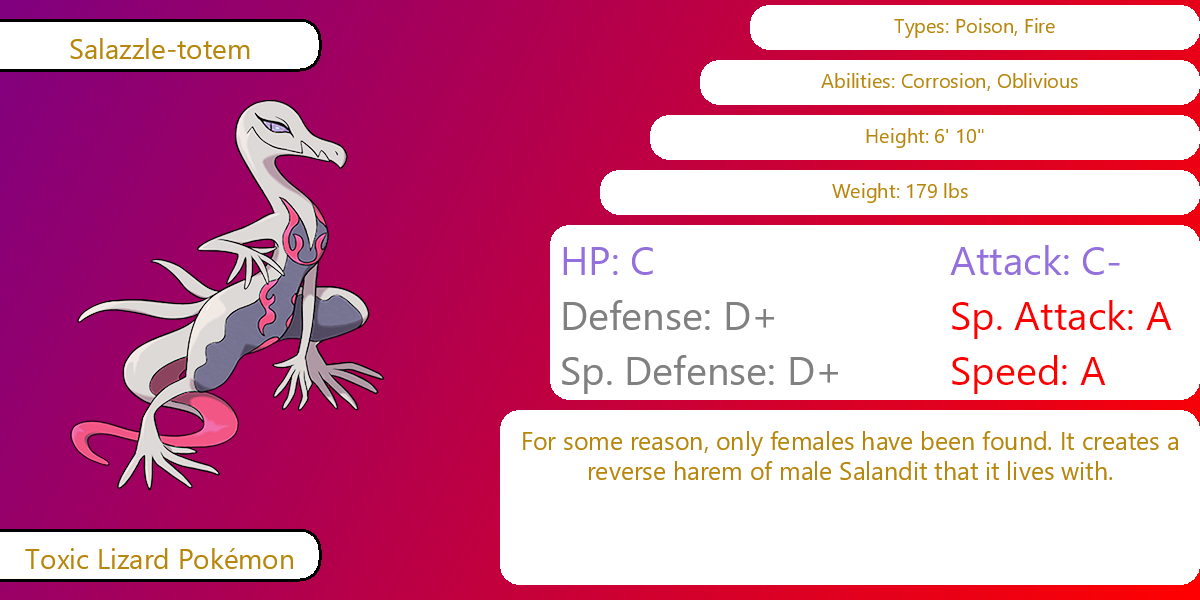 Salazzle-totem
Types: Poison, Fire
Abilities: Corrosion, Oblivious
Height: 6' 10"
Weight: 179 lbs
HP: C
Attack: C-
Defense: D+
Sp. Attack: A
Sp. Defense: D+
Speed: A
For some reason, only females have been found. It creates a
reverse harem of male Salandit that it lives with.
Toxic Lizard Pokémon